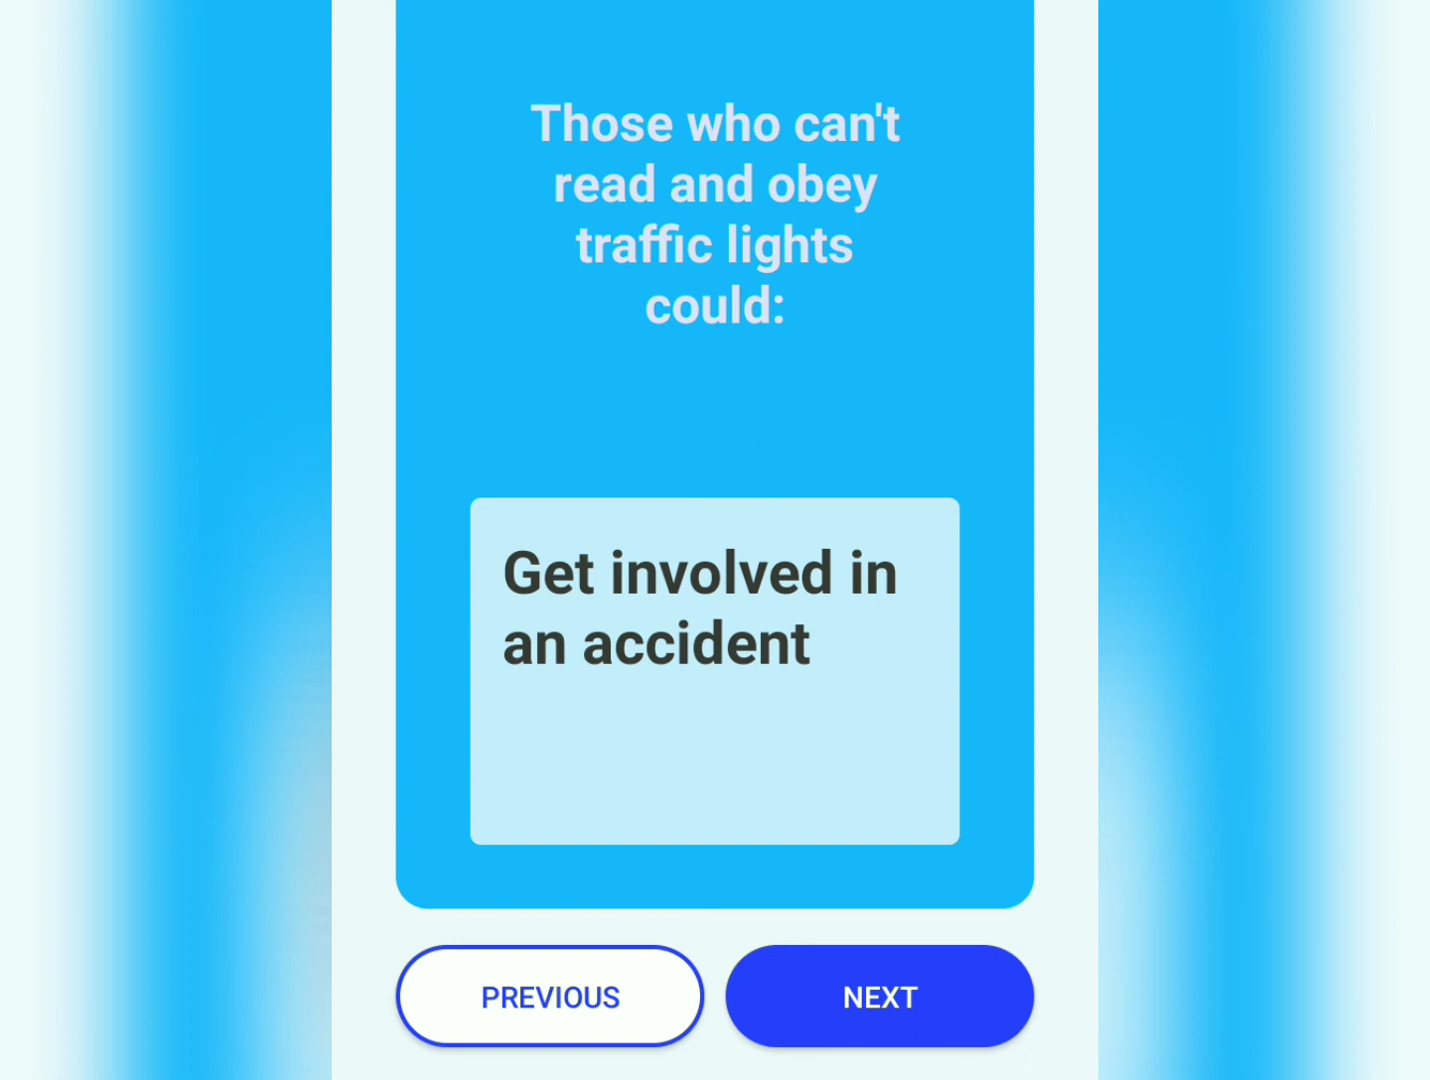 Those who can't
read and obey
traffic lights
could:
Get involved in
an accident
PREVIOUS
NEXT